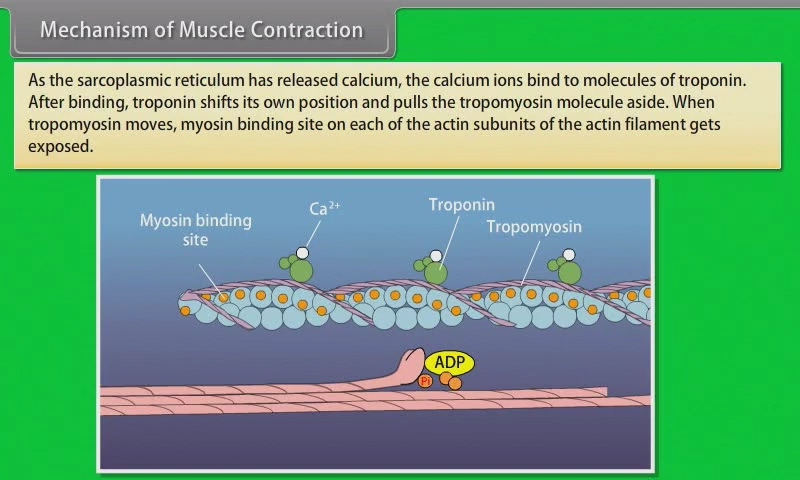 Mechanism of Muscle Contraction
As the sarcoplasmic reticulum has released calcium, the calcium ions bind to molecules of troponin.
After binding, troponin shifts its own position and pulls the tropomyosin molecule aside. When
tropomyosin moves, myosin binding site on each of the actin subunits of the actin filament gets
exposed.
Myosin binding
site
Ca²⁺
Troponin
Tropomyosin
ADP
Pi